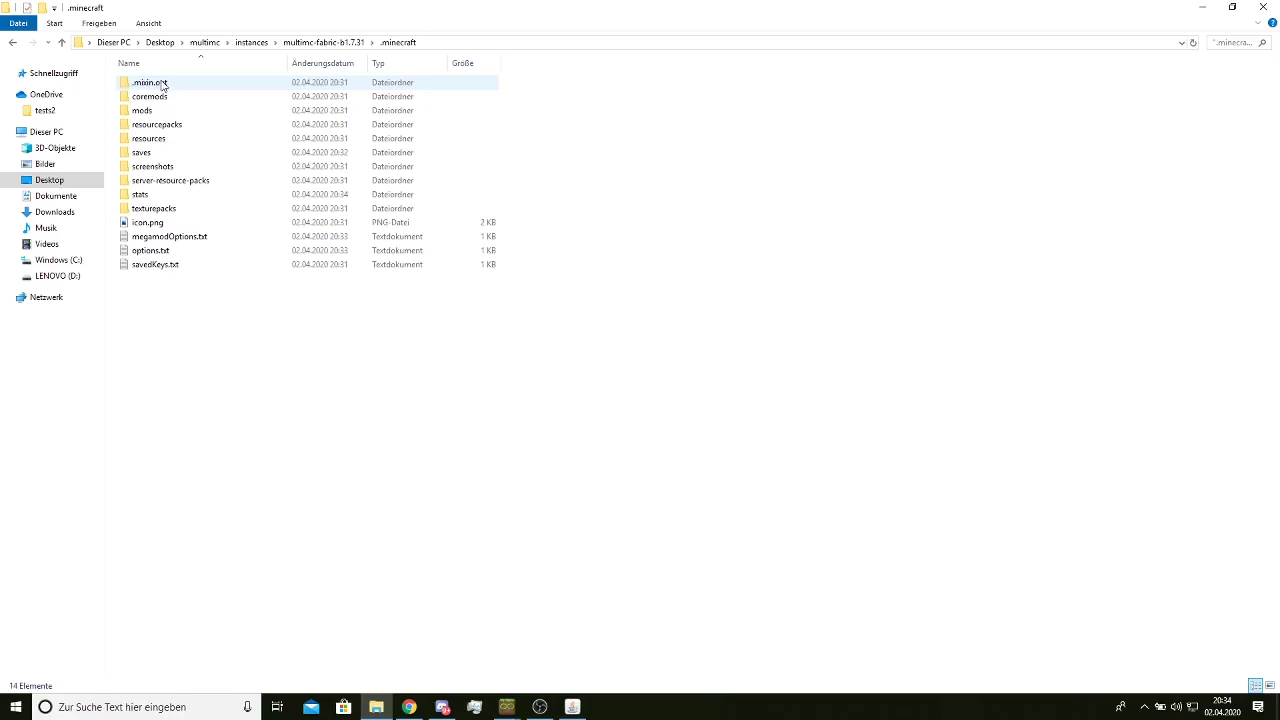 .minecraft
Datei Start Freigeben Ansicht
Dieser PC > Desktop > multimc > instances > multimc-fabric-b1.7.31 > .minecraft
".minecra...
Name Änderungsdatum Typ Größe
Schnellzugriff
OneDrive
tests2
Dieser PC
3D-Objekte
Bilder
Desktop
Dokumente
Downloads
Musik
Videos
Windows (C:)
LENOVO (D:)
Netzwerk
.mixin.out 02.04.2020 20:31 Dateiordner
coremods 02.04.2020 20:31 Dateiordner
mods 02.04.2020 20:31 Dateiordner
resourcepacks 02.04.2020 20:31 Dateiordner
resources 02.04.2020 20:31 Dateiordner
saves 02.04.2020 20:32 Dateiordner
screenshots 02.04.2020 20:31 Dateiordner
server-resource-packs 02.04.2020 20:31 Dateiordner
stats 02.04.2020 20:34 Dateiordner
texturepacks 02.04.2020 20:31 Dateiordner
icon.png 02.04.2020 20:31 PNG-Datei 2 KB
megamodOptions.txt 02.04.2020 20:33 Textdokument 1 KB
options.txt 02.04.2020 20:33 Textdokument 1 KB
savedKeys.txt 02.04.2020 20:31 Textdokument 1 KB
14 Elemente
Zur Suche Text hier eingeben
20:34
02.04.2020